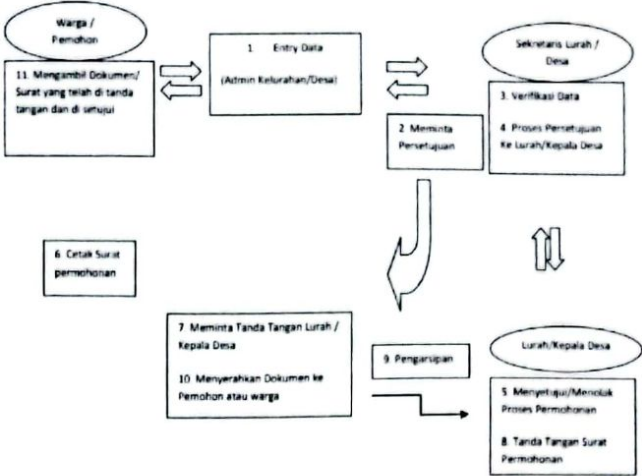 Warga /
Pemohon
11. Mengambil Dokumen/
Surat yang telah di tanda
tangan dan di setujui
1. Entry Data
(Admin Kelurahan/Desa)
Sekretaris Lurah /
Desa
3. Verifikasi Data
4 Proses Persetujuan
Ke Lurah/Kepala Desa
2 Meminta
Persetujuan
6 Cetak Surat
permohonan
7 Meminta Tanda Tangan Lurah /
Kepala Desa
10 Menyerahkan Dokumen ke
Pemohon atau warga
9 Pengarsipan
Lurah/Kepala Desa
5 Menyetujui/Menolak
Proses Permohonan
8 Tanda Tangan Surat
Permohonan